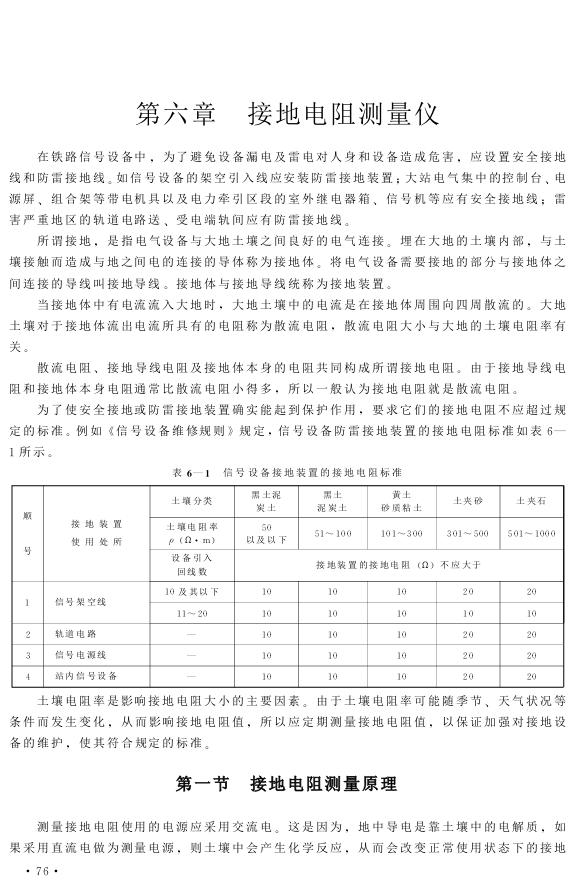 第六章　接地电阻测量仪
在铁路信号设备中，为了避免设备漏电及雷电对人身和设备造成危害，应设置安全接地
线和防雷接地线。如信号设备的架空引入线应安装防雷接地装置；大站电气集中的控制台、电
源屏、组合架等带电机具以及电力牵引区段的室外继电器箱、信号机等应有安全接地线；雷
害严重地区的轨道电路送、受电端轨间应有防雷接地线。
所谓接地，是指电气设备与大地土壤之间良好的电气连接。埋在大地的土壤内部，与土
壤接触而造成与地之间电的连接的导体称为接地体。将电气设备需要接地的部分与接地体之
间连接的导线叫接地导线。接地体与接地导线统称为接地装置。
当接地体中有电流流入大地时，大地土壤中的电流是在接地体周围向四周散流的。大地
土壤对于接地体流出电流所具有的电阻称为散流电阻，散流电阻大小与大地的土壤电阻率有
关。
散流电阻、接地导线电阻及接地体本身的电阻共同构成所谓接地电阻。由于接地导线电
阻和接地体本身电阻通常比散流电阻小得多，所以一般认为接地电阻就是散流电阻。
为了使安全接地或防雷接地装置确实能起到保护作用，要求它们的接地电阻不应超过规
定的标准。例如《信号设备维修规则》规定，信号设备防雷接地装置的接地电阻标准如表 6—
1 所示。
表 6—1　信号设备接地装置的接地电阻标准
顺号　接地装置使用处所　土壤分类　黑土泥炭土　黑土泥炭土　黄土砂质粘土　土夹砂　土夹石
土壤电阻率 ρ（Ω·m）　50以及以下　51～100　101～300　301～500　501～1000
设备引入回线数　接地装置的接地电阻（Ω）不应大于
1　信号架空线　10 及其以下　10　10　10　20　20
11～20　10　10　10　10　10
2　轨道电路　—　10　10　10　20　20
3　信号电源线　—　10　10　10　20　20
4　站内信号设备　—　10　10　10　20　20
土壤电阻率是影响接地电阻大小的主要因素。由于土壤电阻率可能随季节、天气状况等
条件而发生变化，从而影响接地电阻值，所以应定期测量接地电阻值，以保证加强对接地设
备的维护，使其符合规定的标准。
第一节　接地电阻测量原理
测量接地电阻使用的电源应采用交流电。这是因为，地中导电是靠土壤中的电解质，如
果采用直流电做为测量电源，则土壤中会产生化学反应，从而会改变正常使用状态下的接地
·76·